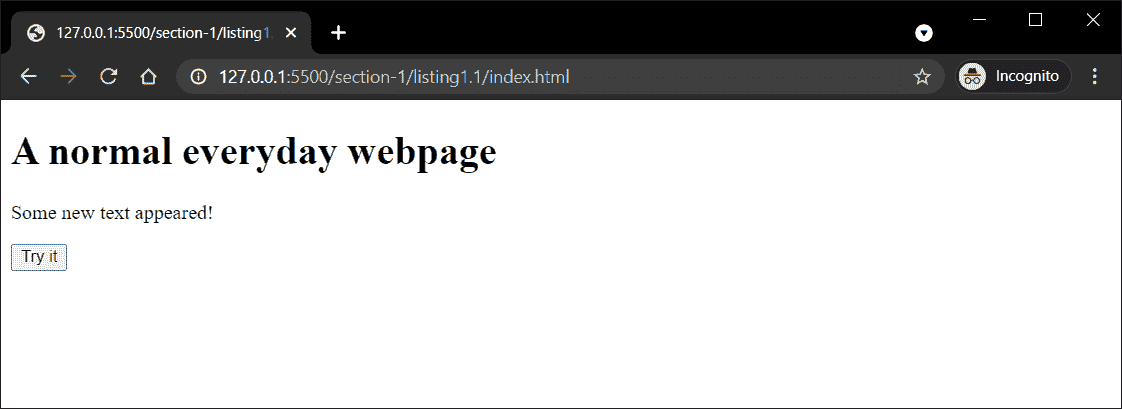 127.0.0.1:5500/section-1/listing1.
127.0.0.1:5500/section-1/listing1.1/index.html
Incognito
A normal everyday webpage
Some new text appeared!
Try it